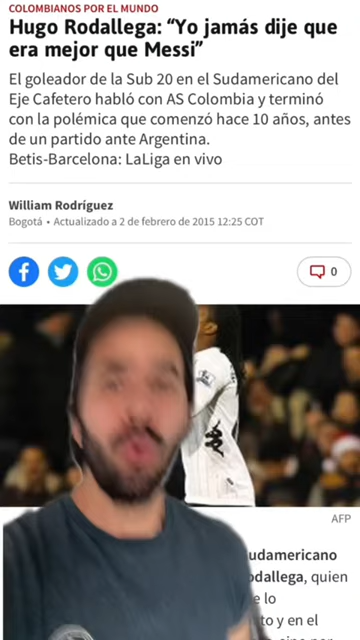 COLOMBIANOS POR EL MUNDO
Hugo Rodallega: “Yo jamás dije que
era mejor que Messi”
El goleador de la Sub 20 en el Sudamericano del
Eje Cafetero habló con AS Colombia y terminó
con la polémica que comenzó hace 10 años, antes
de un partido ante Argentina.
Betis-Barcelona: LaLiga en vivo
William Rodríguez
Bogotá • Actualizado a 2 de febrero de 2015 12:25 COT
0
AFP
udamericano
odallega, quien
e lo
to y en el